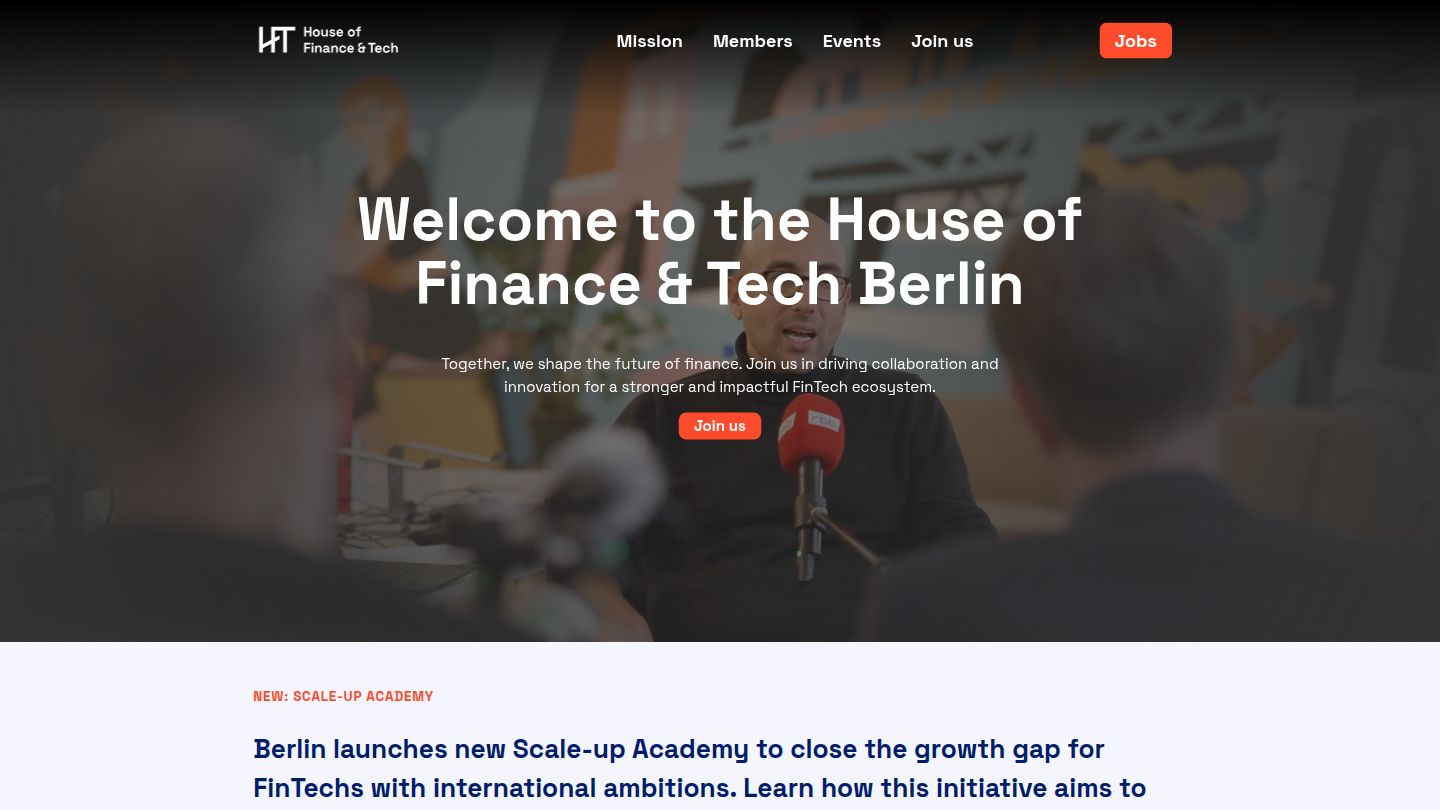 House of
Finance & Tech
Mission
Members
Events
Join us
Jobs
Welcome to the House of
Finance & Tech Berlin
Together, we shape the future of finance. Join us in driving collaboration and
innovation for a stronger and impactful FinTech ecosystem.
Join us
rbb
NEW: SCALE-UP ACADEMY
Berlin launches new Scale-up Academy to close the growth gap for
FinTechs with international ambitions. Learn how this initiative aims to